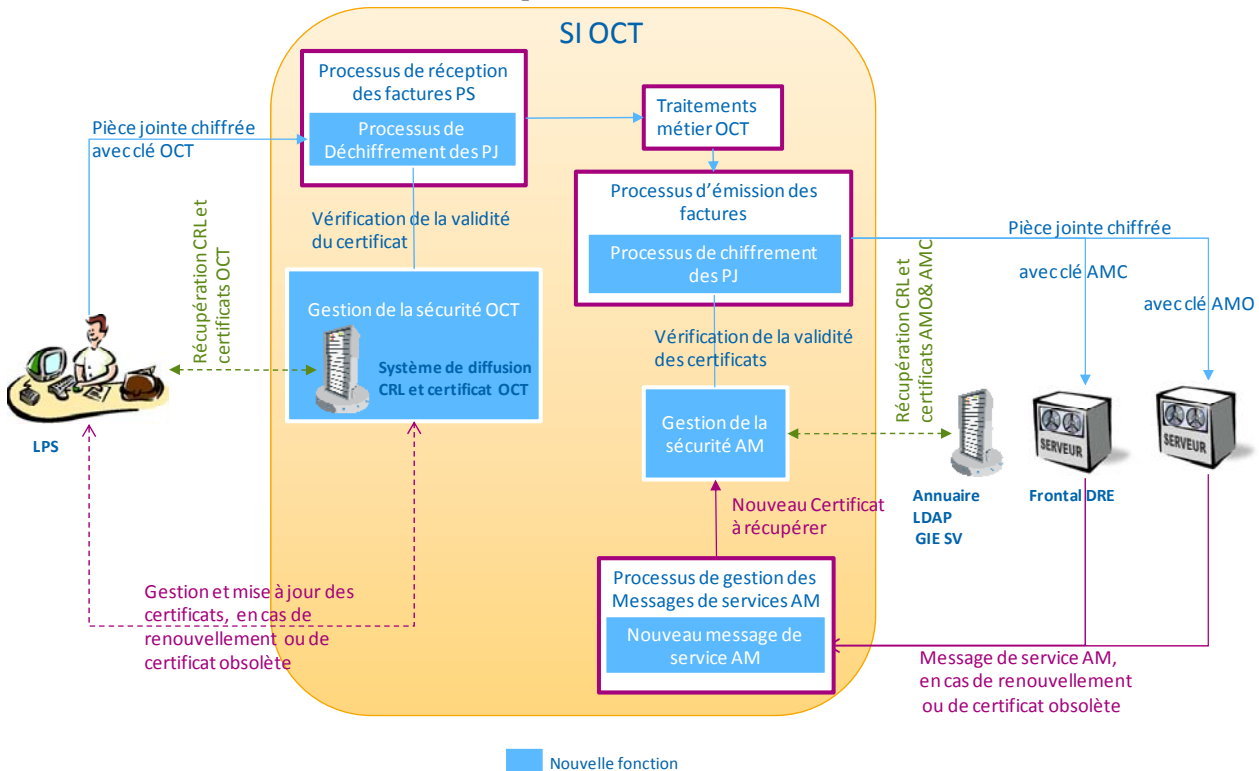 SI OCT
Processus de réception
des factures PS
Processus de
Déchiffrement des PJ
Traitements
métier OCT
Pièce jointe chiffrée
avec clé OCT
Processus d'émission des
factures
Processus de chiffrement
des PJ
Vérification de la validité
du certificat
Récupération CRL et
certificats OCT
Gestion de la sécurité OCT
Système de diffusion
CRL et certificat OCT
Vérification de la validité
des certificats
Gestion de la
sécurité AM
Récupération CRL et
certificats AMO& AMC
Pièce jointe chiffrée
avec clé AMC
avec clé AMO
SERVEUR
SERVEUR
LPS
Annuaire
LDAP
GIE SV
Frontal DRE
Nouveau Certificat
à récupérer
Processus de gestion des
Messages de services AM
Nouveau message de
service AM
Gestion et mise à jour des
certificats, en cas de
renouvellement ou de
certificat obsolète
Message de service AM,
en cas de renouvellement
ou de certificat obsolète
Nouvelle fonction